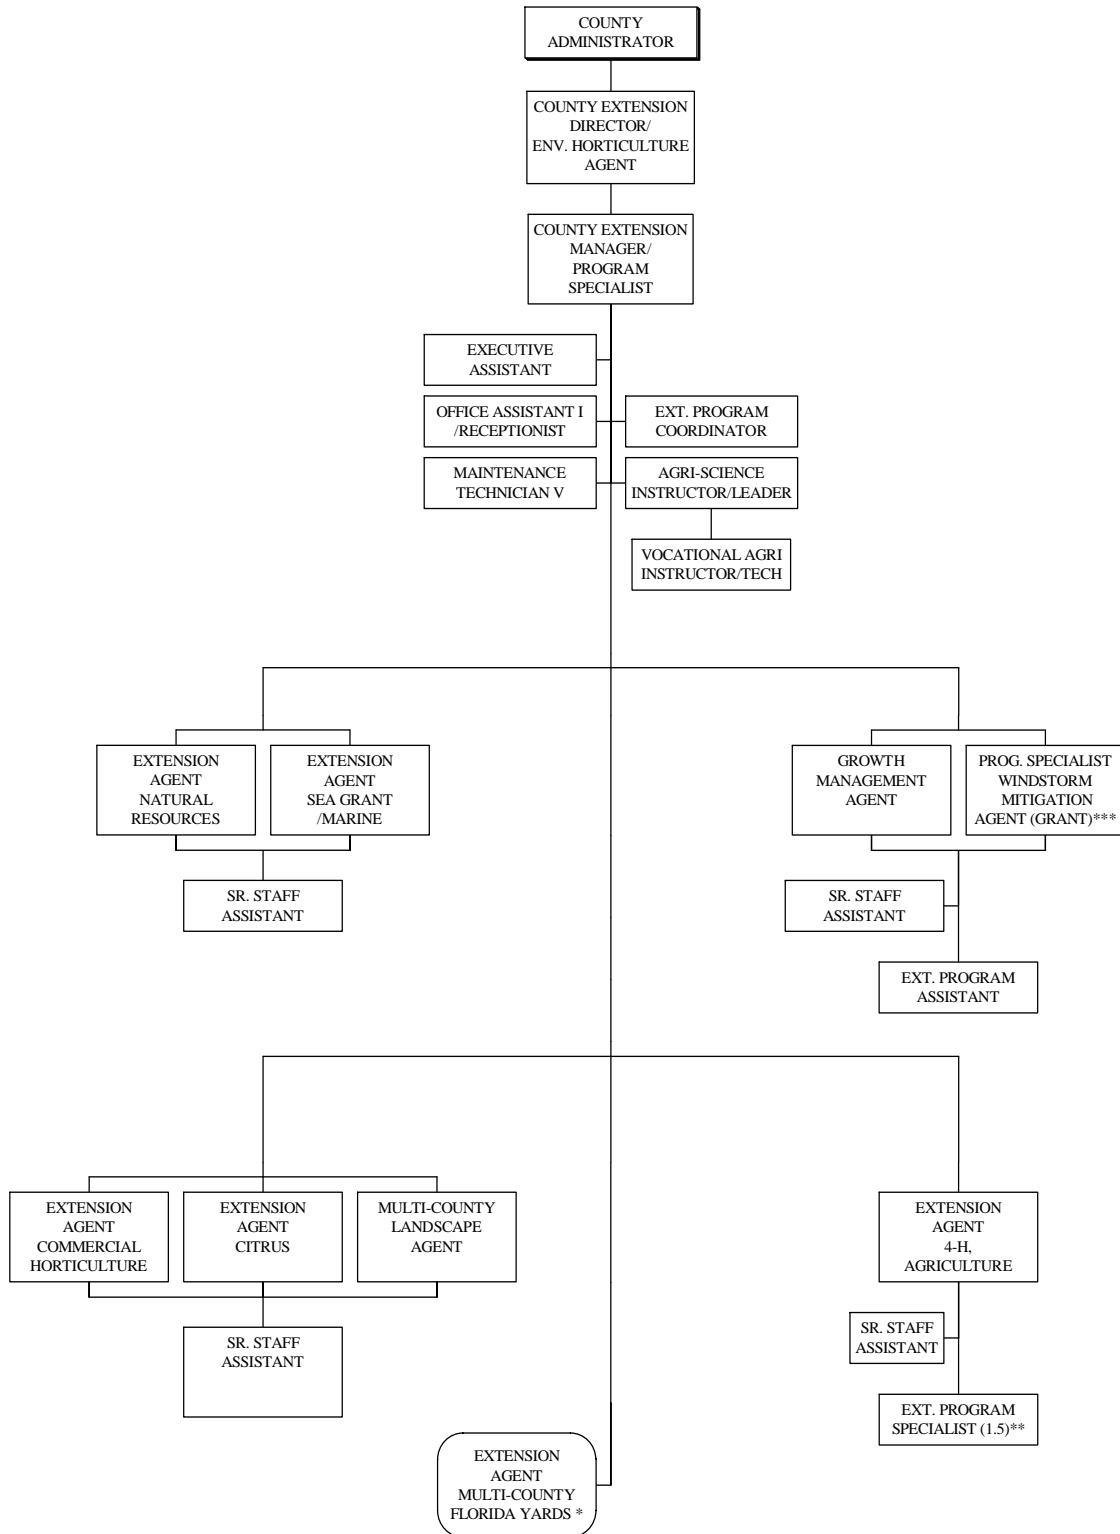 COUNTY
ADMINISTRATOR
COUNTY EXTENSION
DIRECTOR/
ENV. HORTICULTURE
AGENT
COUNTY EXTENSION
MANAGER/
PROGRAM
SPECIALIST
EXECUTIVE
ASSISTANT
OFFICE ASSISTANT I
/RECEPTIONIST
EXT. PROGRAM
COORDINATOR
MAINTENANCE
TECHNICIAN V
AGRI-SCIENCE
INSTRUCTOR/LEADER
VOCATIONAL AGRI
INSTRUCTOR/TECH
EXTENSION
AGENT
NATURAL
RESOURCES
EXTENSION
AGENT
SEA GRANT
/MARINE
GROWTH
MANAGEMENT
AGENT
PROG. SPECIALIST
WINDSTORM
MITIGATION
AGENT (GRANT)***
SR. STAFF
ASSISTANT
SR. STAFF
ASSISTANT
EXT. PROGRAM
ASSISTANT
EXTENSION
AGENT
COMMERCIAL
HORTICULTURE
EXTENSION
AGENT
CITRUS
MULTI-COUNTY
LANDSCAPE
AGENT
EXTENSION
AGENT
4-H,
AGRICULTURE
SR. STAFF
ASSISTANT
SR. STAFF
ASSISTANT
EXT. PROGRAM
SPECIALIST (1.5)**
EXTENSION
AGENT
MULTI-COUNTY
FLORIDA YARDS *